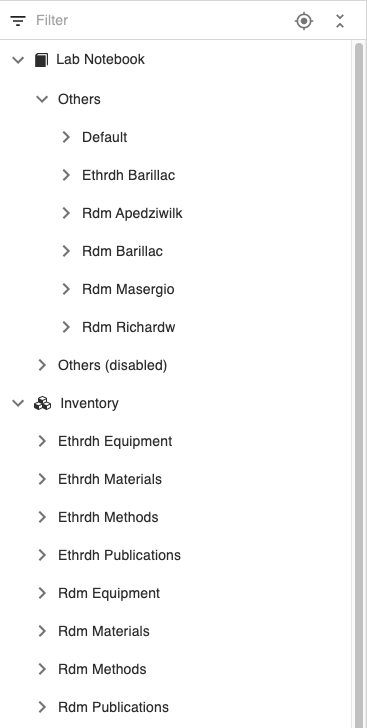 Filter
Lab Notebook
Others
Default
Ethrdh Barillac
Rdm Apedziwilk
Rdm Barillac
Rdm Masergio
Rdm Richardw
Others (disabled)
Inventory
Ethrdh Equipment
Ethrdh Materials
Ethrdh Methods
Ethrdh Publications
Rdm Equipment
Rdm Materials
Rdm Methods
Rdm Publications